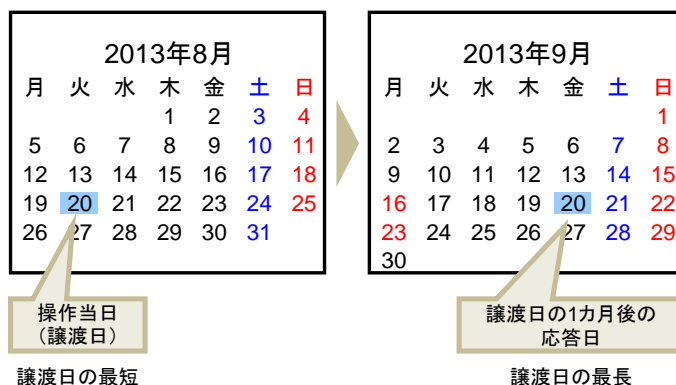 2013年8月
月 火 水 木 金 土 日
1 2 3 4
5 6 7 8 9 10 11
12 13 14 15 16 17 18
19 20 21 22 23 24 25
26 27 28 29 30 31
操作当日
（譲渡日）
譲渡日の最短
2013年9月
月 火 水 木 金 土 日
1
2 3 4 5 6 7 8
9 10 11 12 13 14 15
16 17 18 19 20 21 22
23 24 25 26 27 28 29
30
譲渡日の1カ月後の
応答日
譲渡日の最長